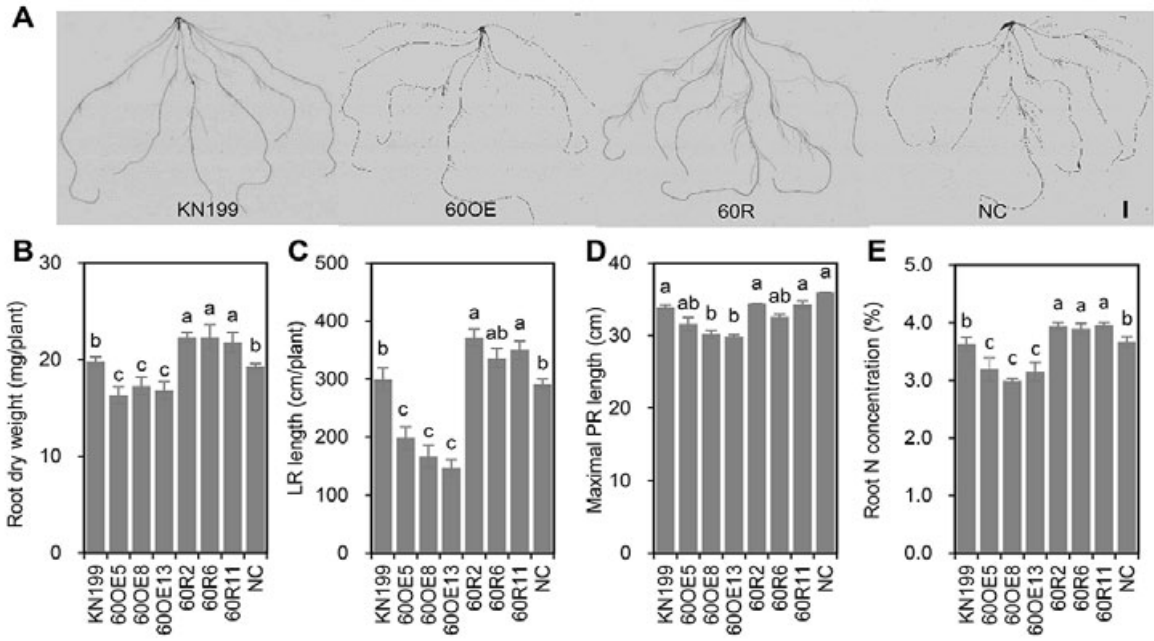 A
KN199
60OE
60R
NC
I
B
Root dry weight (mg/plant)
30
20
10
0
b
c
c
c
a
a
a
b
KN199
60OE5
60OE8
60OE13
60R2
60R6
60R11
NC
C
LR length (cm/plant)
500
400
300
200
100
0
b
c
c
c
a
ab
a
b
KN199
60OE5
60OE8
60OE13
60R2
60R6
60R11
NC
D
Maximal PR length (cm)
40
30
20
10
0
a
ab
b
b
a
ab
a
a
KN199
60OE5
60OE8
60OE13
60R2
60R6
60R11
NC
E
Root N concentration (%)
5.0
4.0
3.0
2.0
1.0
0.0
b
c
c
c
a
a
a
b
KN199
60OE5
60OE8
60OE13
60R2
60R6
60R11
NC